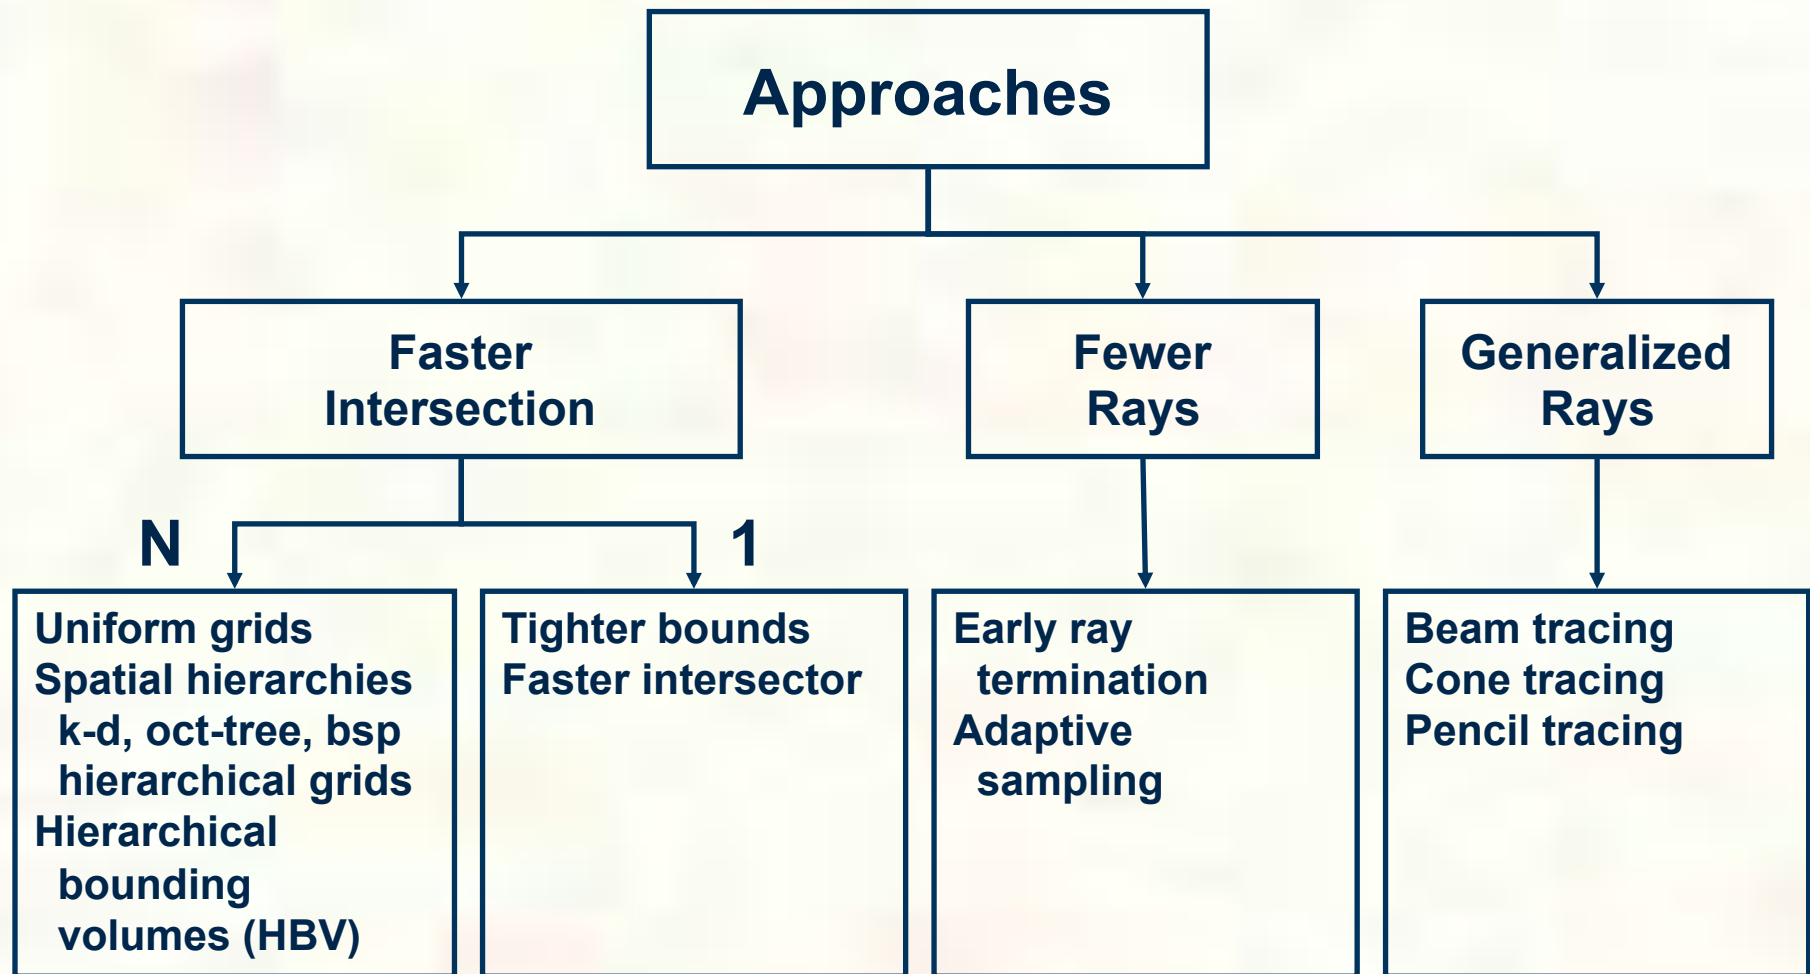 Approaches
Faster
Intersection
Fewer
Rays
Generalized
Rays
N
1
Uniform grids
Spatial hierarchies
k-d, oct-tree, bsp
hierarchical grids
Hierarchical
bounding
volumes (HBV)
Tighter bounds
Faster intersector
Early ray
termination
Adaptive
sampling
Beam tracing
Cone tracing
Pencil tracing